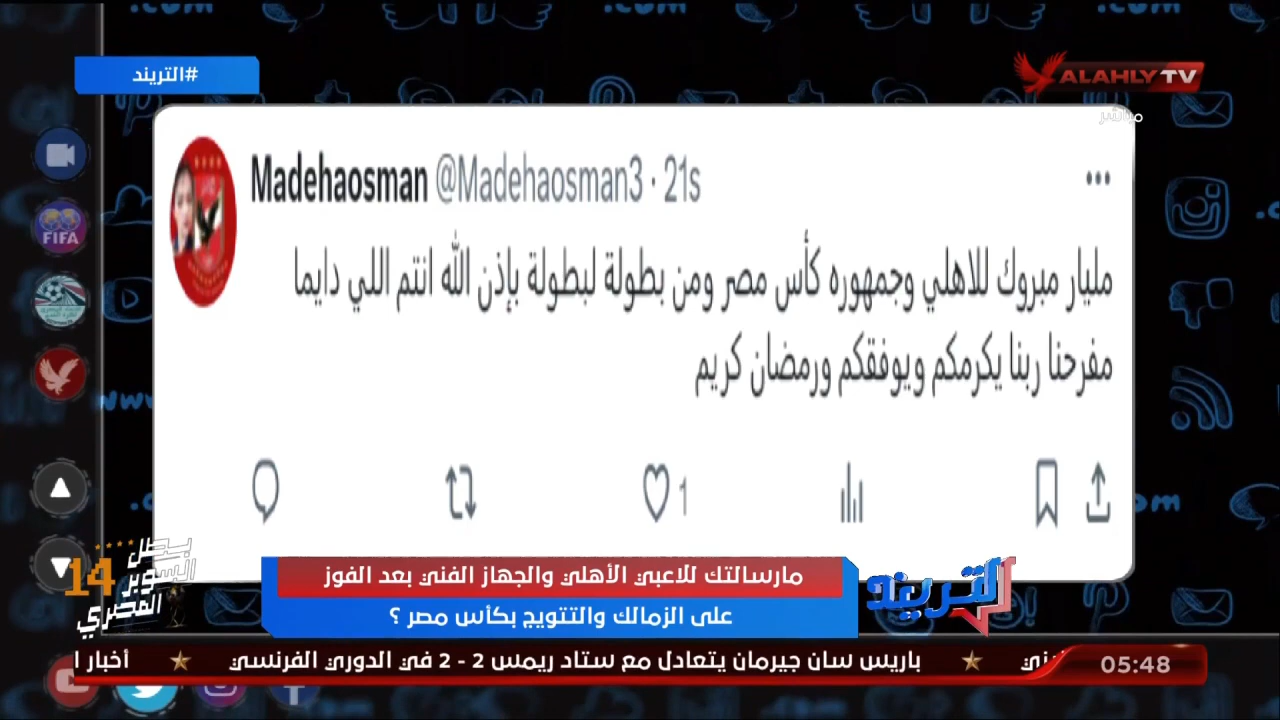 #التريند
ALAHLY TV
مباشر
Madehaosman @Madehaosman3 · 21s
مليار مبروك للاهلي وجمهوره كأس مصر ومن بطولة لبطولة بإذن الله انتم اللي دايما
مفرحنا ربنا يكرمكم ويوفقكم ورمضان كريم
1
FIFA
بطل
السوبر
المصري
14
مارسالتك للاعبي الأهلي والجهاز الفني بعد الفوز
على الزمالك والتتويج بكأس مصر ؟
التريند
باريس سان جيرمان يتعادل مع ستاد ريمس 2 - 2 في الدوري الفرنسي
أخبار
05:48